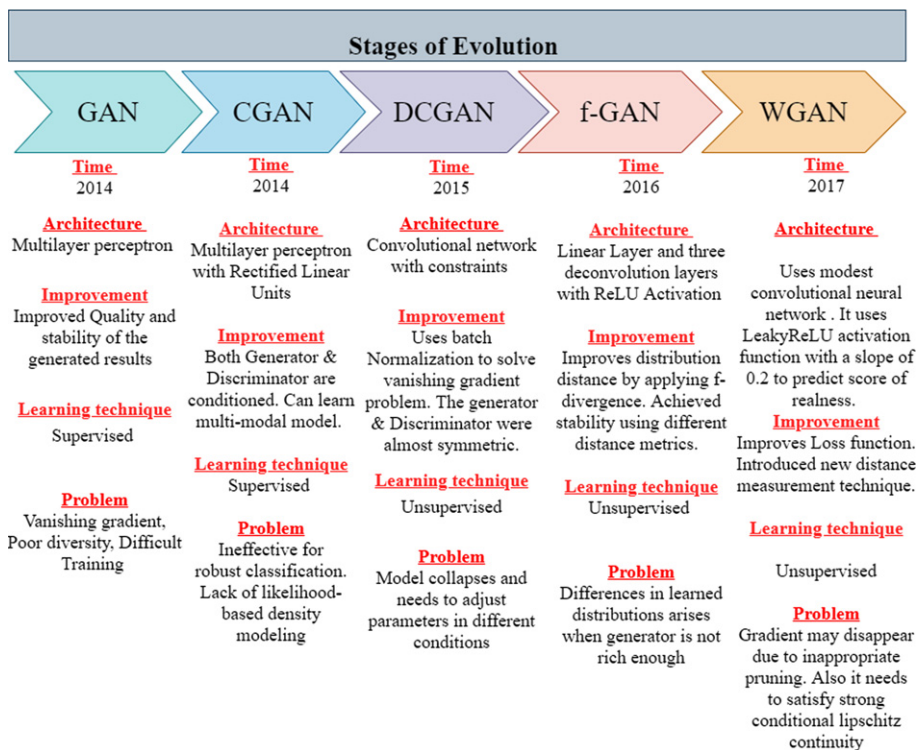 Stages of Evolution
GAN
CGAN
DCGAN
f-GAN
WGAN
Time
2014
Architecture
Multilayer perceptron
Improvement
Improved Quality and
stability of the
generated results
Learning technique
Supervised
Problem
Vanishing gradient,
Poor diversity, Difficult
Training
Time
2014
Architecture
Multilayer perceptron
with Rectified Linear
Units
Improvement
Both Generator &
Discriminator are
conditioned. Can learn
multi-modal model.
Learning technique
Supervised
Problem
Ineffective for
robust classification.
Lack of likelihood-
based density
modeling
Time
2015
Architecture
Convolutional network
with constraints
Improvement
Uses batch
Normalization to solve
vanishing gradient
problem. The generator
& Discriminator were
almost symmetric.
Learning technique
Unsupervised
Problem
Model collapses and
needs to adjust
parameters in different
conditions
Time
2016
Architecture
Linear Layer and three
deconvolution layers
with ReLU Activation
Improvement
Improves distribution
distance by applying f-
divergence. Achieved
stability using different
distance metrics.
Learning technique
Unsupervised
Problem
Differences in learned
distributions arises
when generator is not
rich enough
Time
2017
Architecture
Uses modest
convolutional neural
network . It uses
LeakyReLU activation
function with a slope of
0.2 to predict score of
realness.
Improvement
Improves Loss function.
Introduced new distance
measurement technique.
Learning technique
Unsupervised
Problem
Gradient may disappear
due to inappropriate
pruning. Also it needs
to satisfy strong
conditional lipschitz
continuity